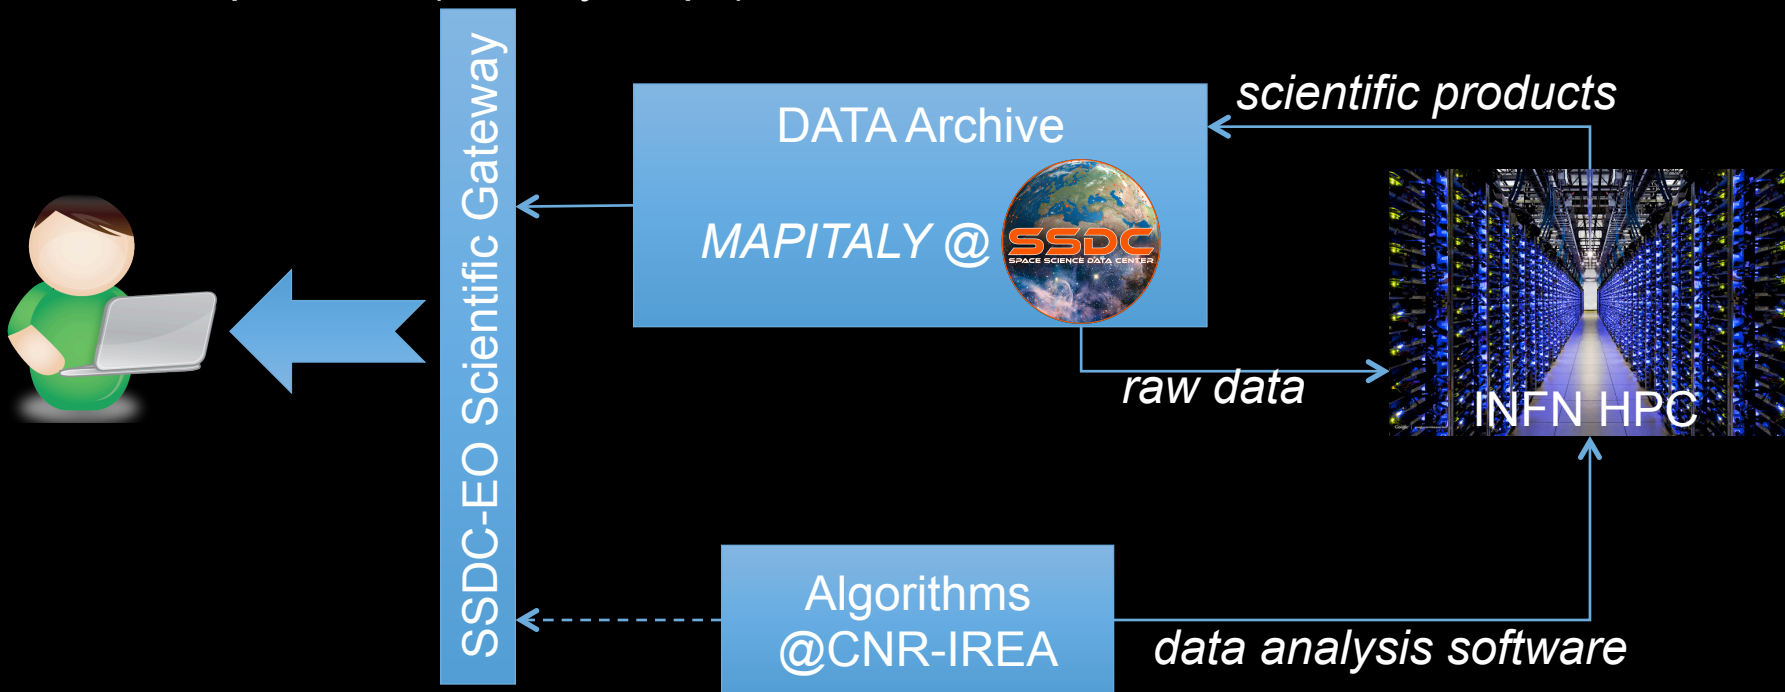 SSDC-EO Scientific Gateway
DATA Archive
MAPITALY @
SSDC
SPACE SCIENCE DATA CENTER
scientific products
raw data
INFN HPC
Algorithms
@CNR-IREA
data analysis software